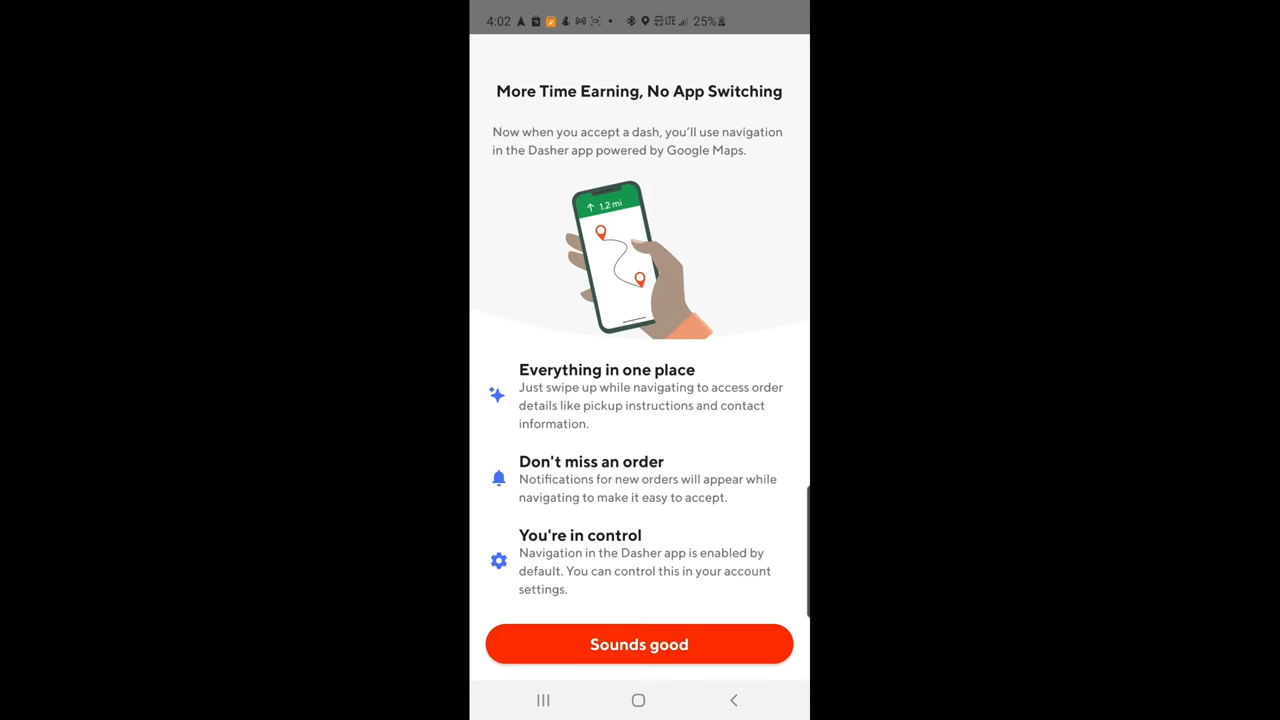 4:02 LTE 25%
More Time Earning, No App Switching
Now when you accept a dash, you’ll use navigation
in the Dasher app powered by Google Maps.
1.2 mi
Everything in one place
Just swipe up while navigating to access order
details like pickup instructions and contact
information.
Don't miss an order
Notifications for new orders will appear while
navigating to make it easy to accept.
You're in control
Navigation in the Dasher app is enabled by
default. You can control this in your account
settings.
Sounds good